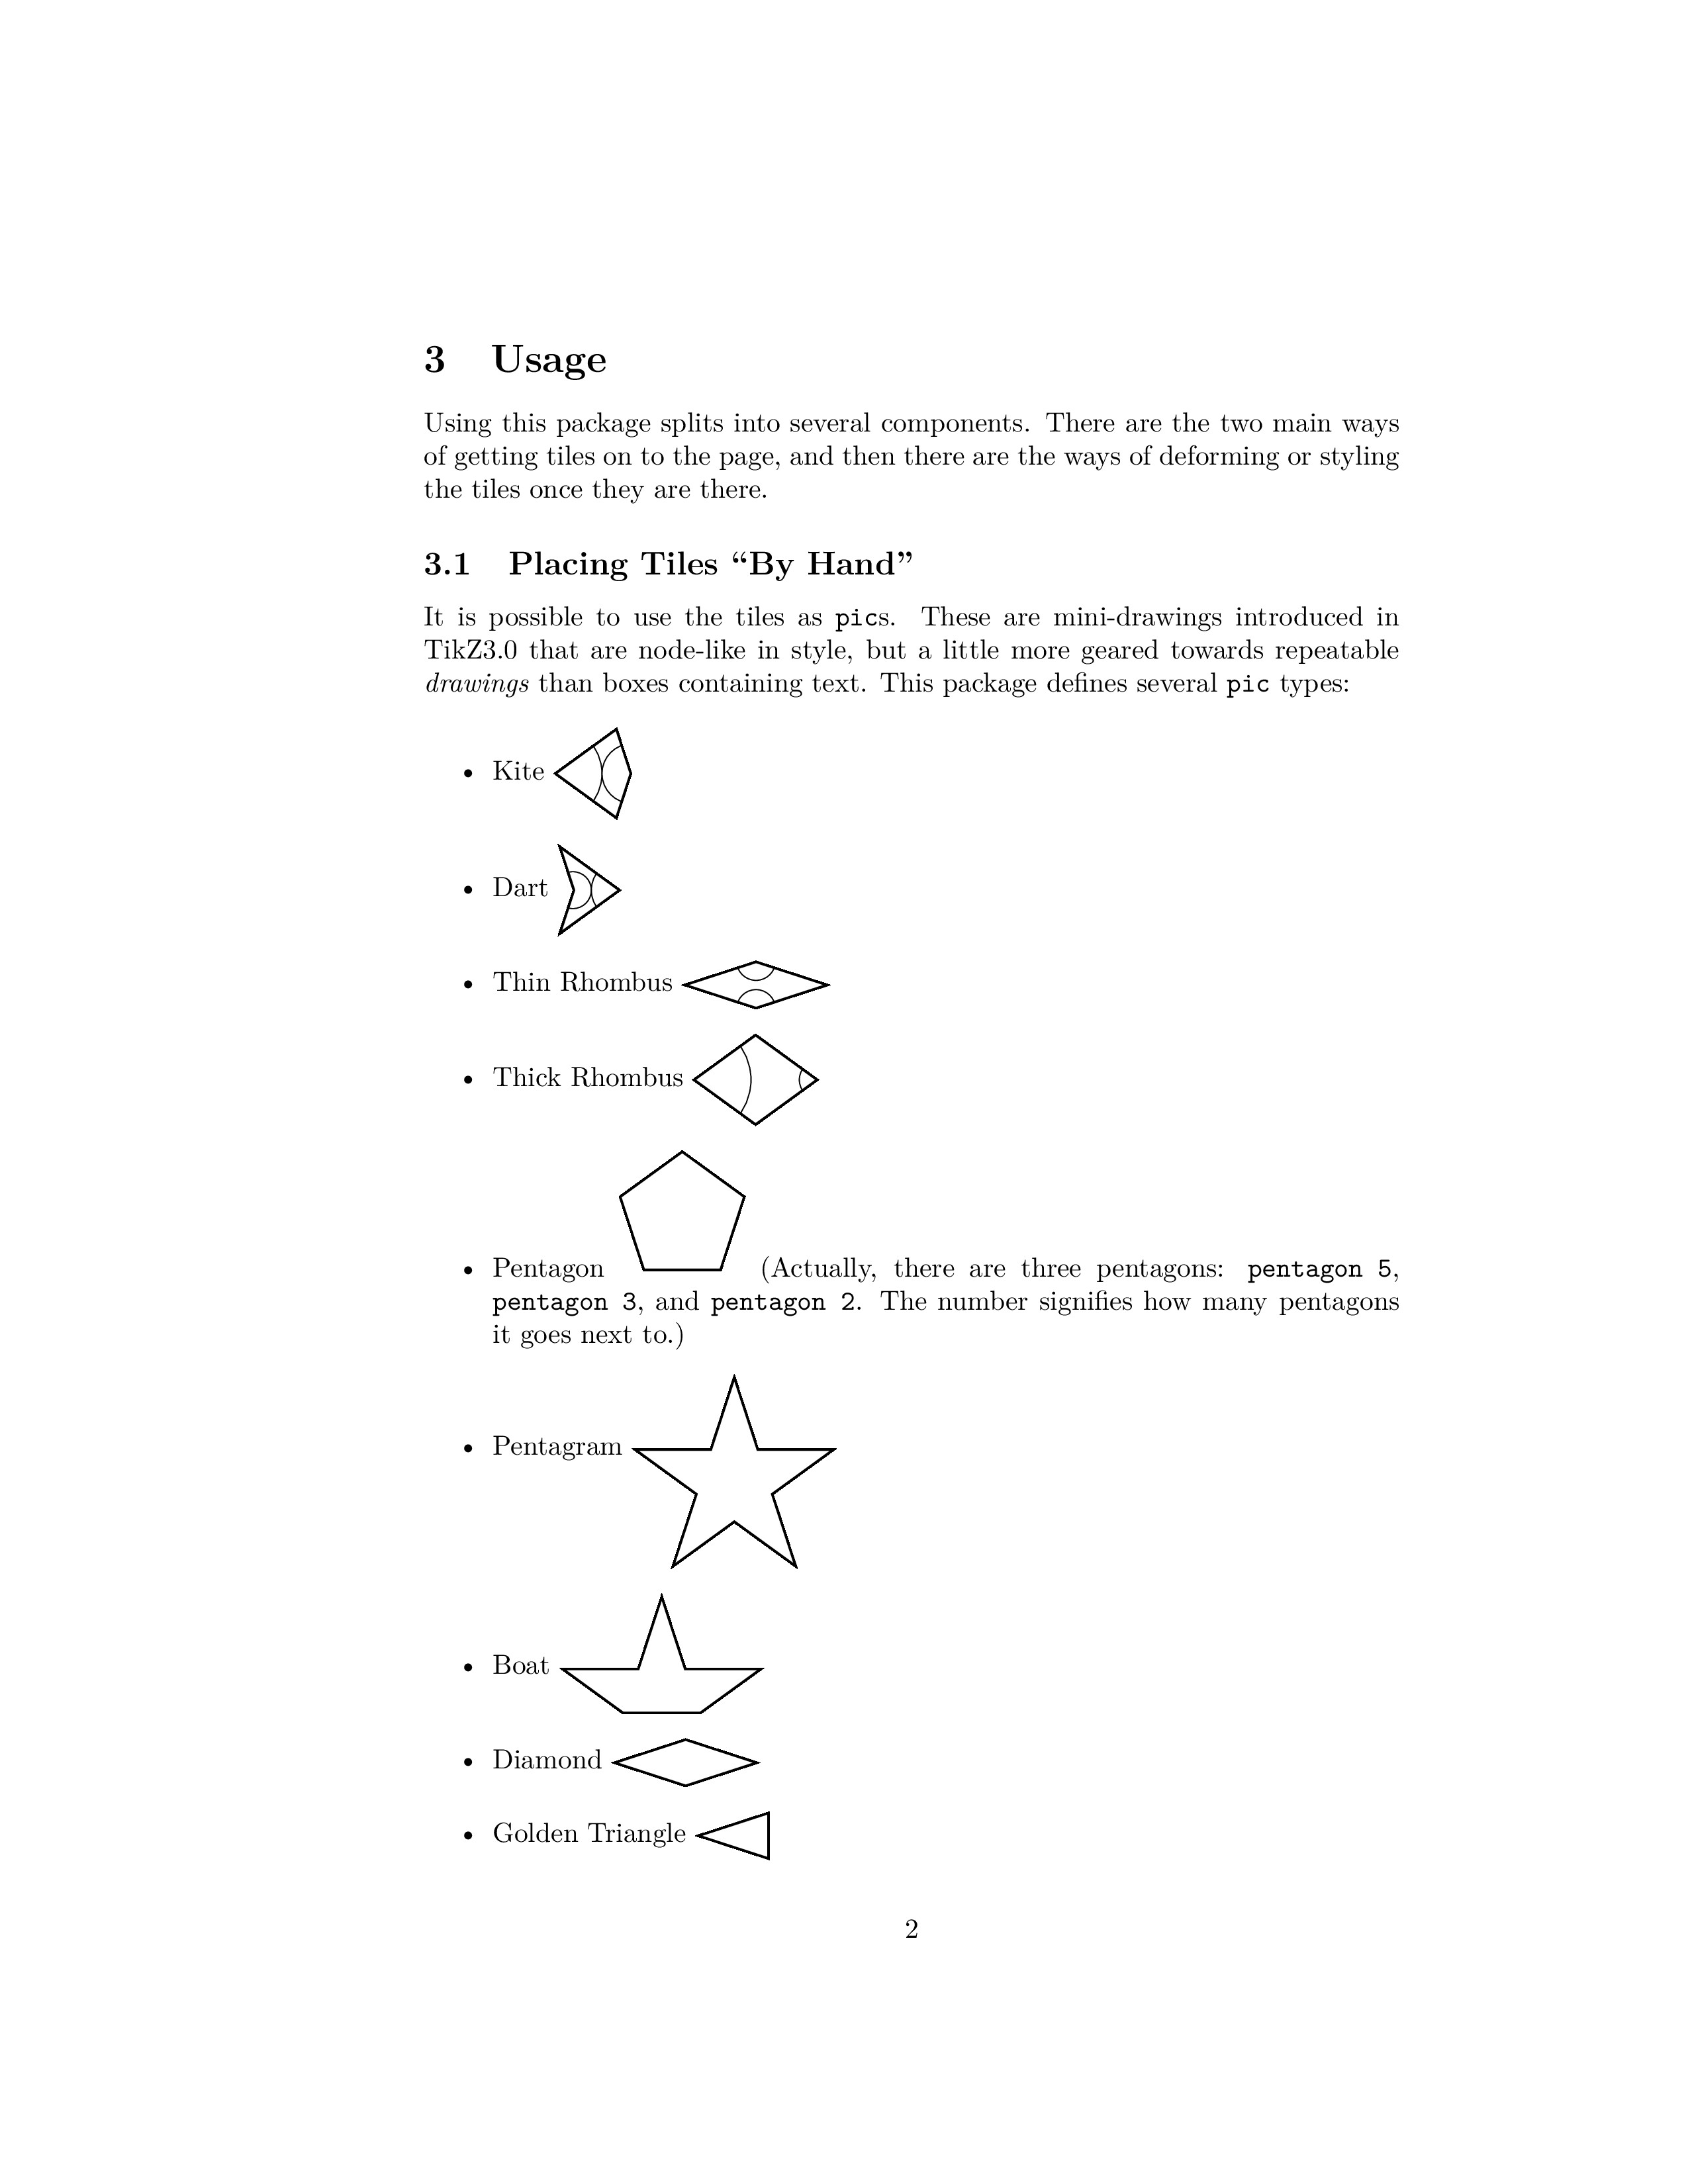 3 Usage
Using this package splits into several components. There are the two main ways
of getting tiles on to the page, and then there are the ways of deforming or styling
the tiles once they are there.
3.1 Placing Tiles “By Hand”
It is possible to use the tiles as pics. These are mini-drawings introduced in
TikZ3.0 that are node-like in style, but a little more geared towards repeatable
drawings than boxes containing text. This package defines several pic types:
• Kite
• Dart
• Thin Rhombus
• Thick Rhombus
• Pentagon (Actually, there are three pentagons: pentagon 5,
pentagon 3, and pentagon 2. The number signifies how many pentagons
it goes next to.)
• Pentagram
• Boat
• Diamond
• Golden Triangle
2